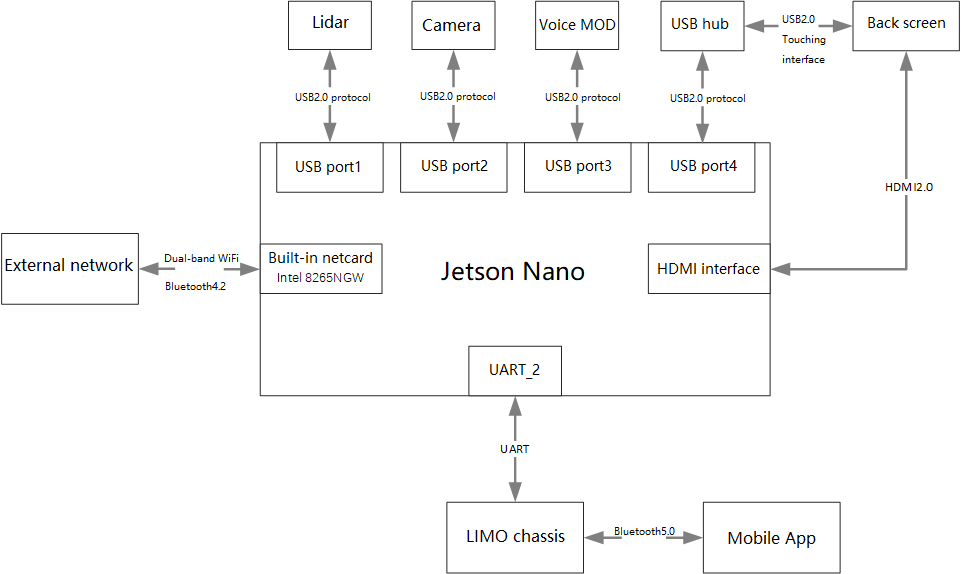 Lidar
Camera
Voice MOD
USB hub
USB2.0
Touching
interface
Back screen
USB2.0 protocol
USB2.0 protocol
USB2.0 protocol
USB2.0 protocol
USB port1
USB port2
USB port3
USB port4
HDMI2.0
External network
Dual-band WiFi
Bluetooth4.2
Built-in netcard
Intel 8265NGW
Jetson Nano
HDMI interface
UART_2
UART
LIMO chassis
Bluetooth5.0
Mobile App